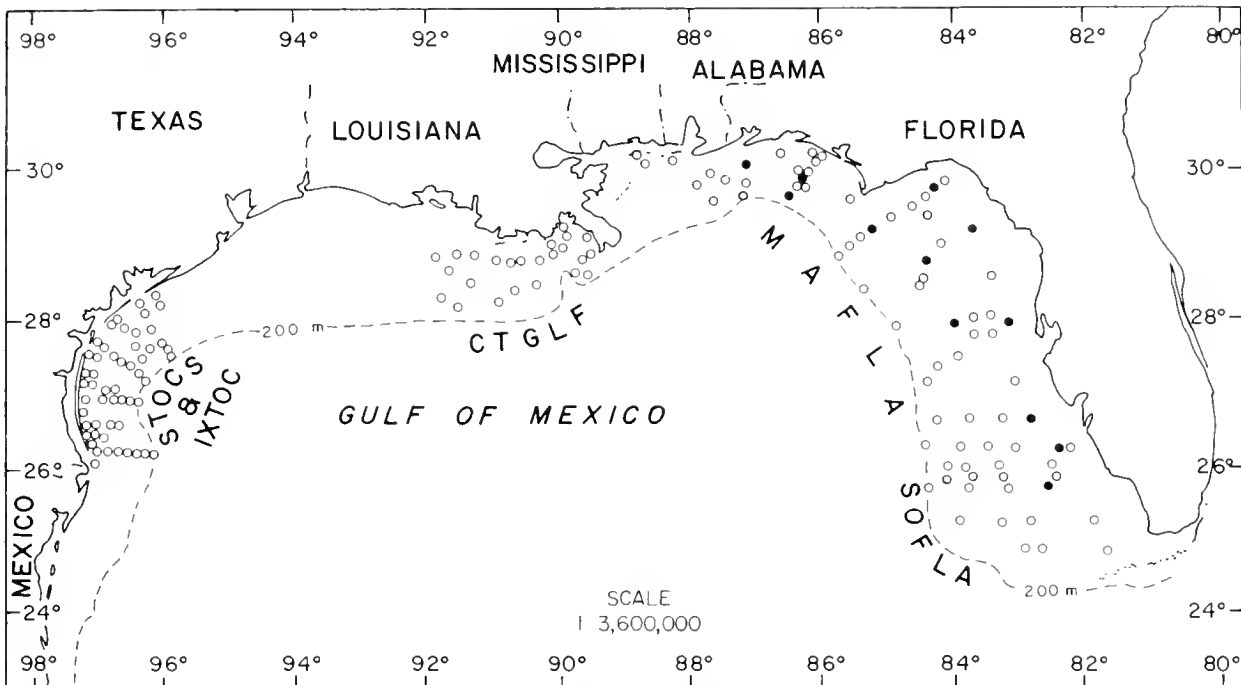 98° 96° 94° 92° 90° 88° 86° 84° 82° 80°
MISSISSIPPI ALABAMA
TEXAS LOUISIANA FLORIDA
30° 30°
MAFLA
28° 200 m CTGLF 28°
STOCS & IXTOC
GULF OF MEXICO
26° 26°
SOFLA
MEXICO
200 m
24° SCALE 24°
1 3,600,000
98° 96° 94° 92° 90° 88° 86° 84° 82° 80°